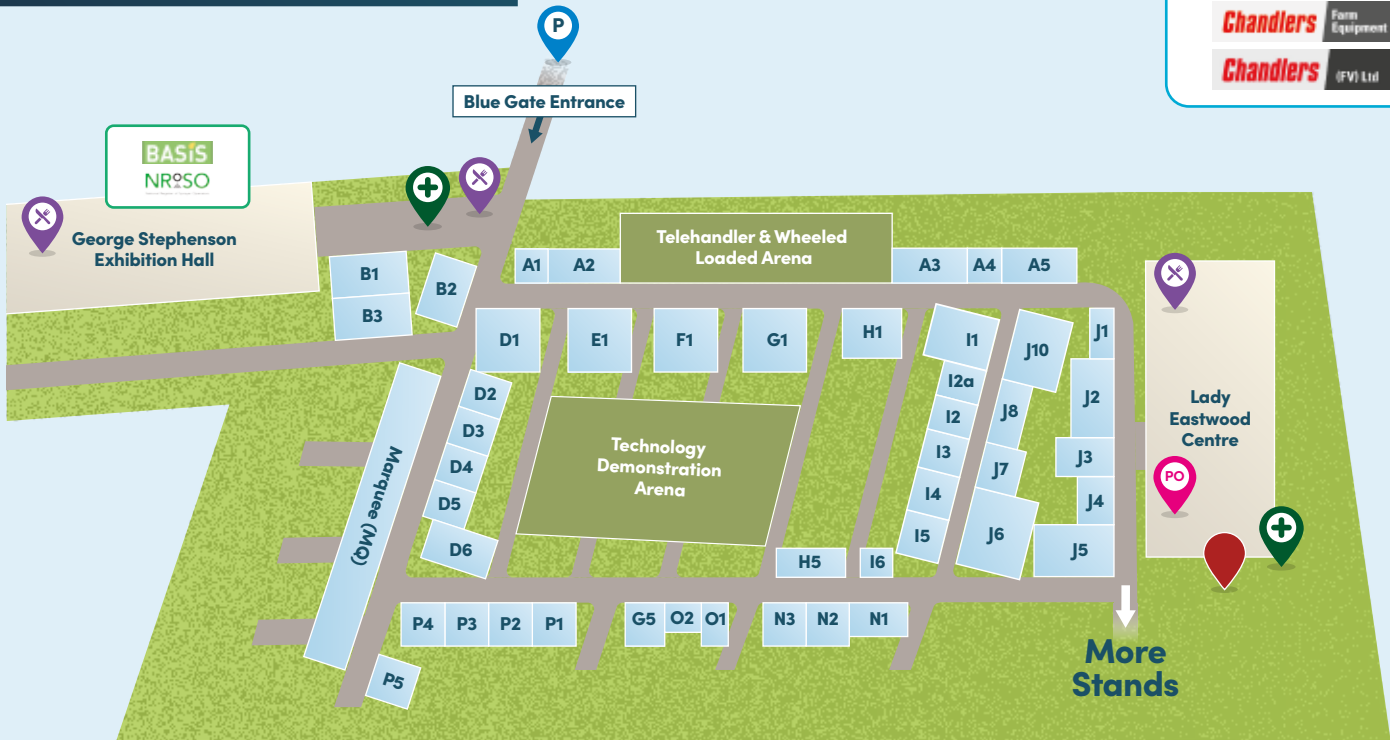 P
Chandlers
Farm
Equipment
Chandlers
(FV) Ltd
Blue Gate Entrance
BASIS
NRoSO
George Stephenson
Exhibition Hall
Telehandler & Wheeled
Loaded Arena
A1
A2
A3
A4
A5
B1
B2
B3
D1
E1
F1
G1
H1
I1
J10
J1
D2
I2a
J2
D3
I2
J8
Lady
Eastwood
Centre
Technology
Demonstration
Arena
D4
I3
J7
J3
D5
I4
J4
PO
Marquee (MQ)
D6
I5
J6
J5
H5
I6
P4
P3
P2
P1
G5
O2
O1
N3
N2
N1
P5
More
Stands